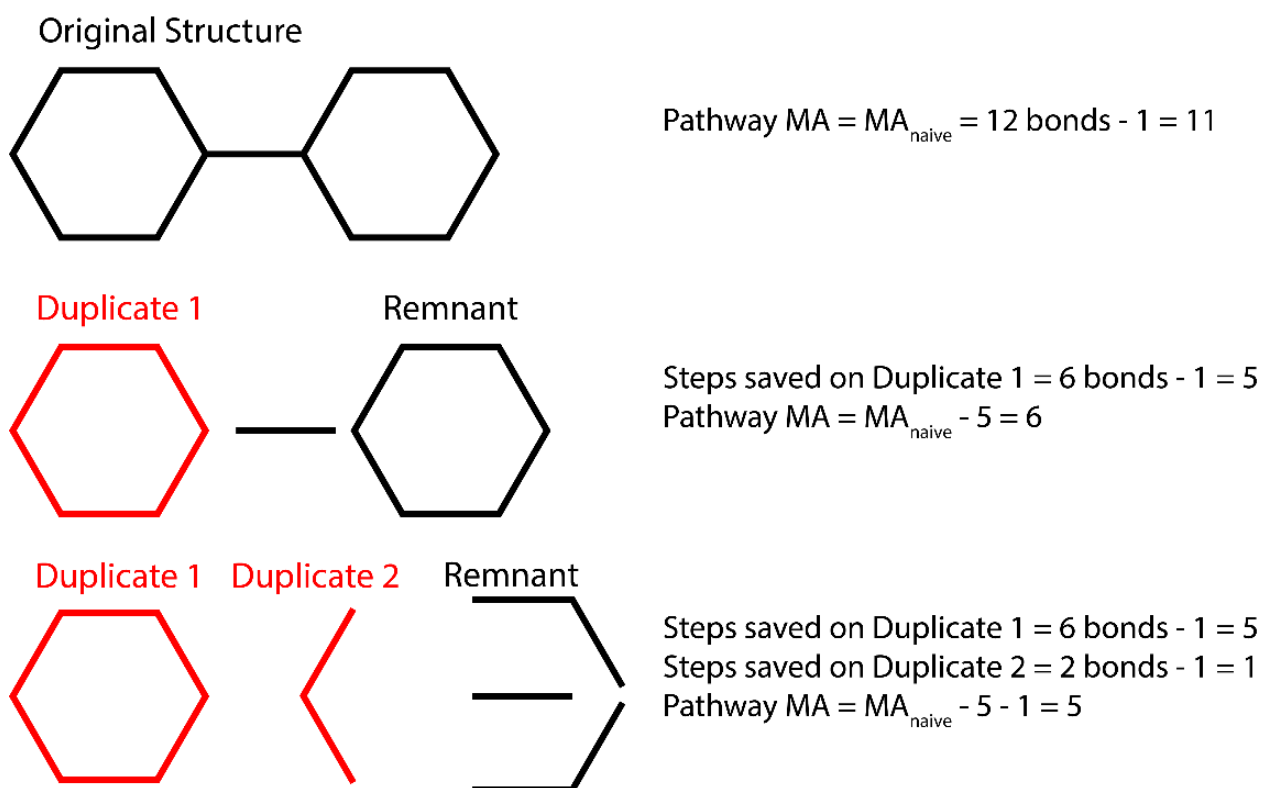 Original Structure
Pathway MA = MAnaive = 12 bonds - 1 = 11
Duplicate 1
Remnant
Steps saved on Duplicate 1 = 6 bonds - 1 = 5
Pathway MA = MAnaive - 5 = 6
Duplicate 1
Duplicate 2
Remnant
Steps saved on Duplicate 1 = 6 bonds - 1 = 5
Steps saved on Duplicate 2 = 2 bonds - 1 = 1
Pathway MA = MAnaive - 5 - 1 = 5